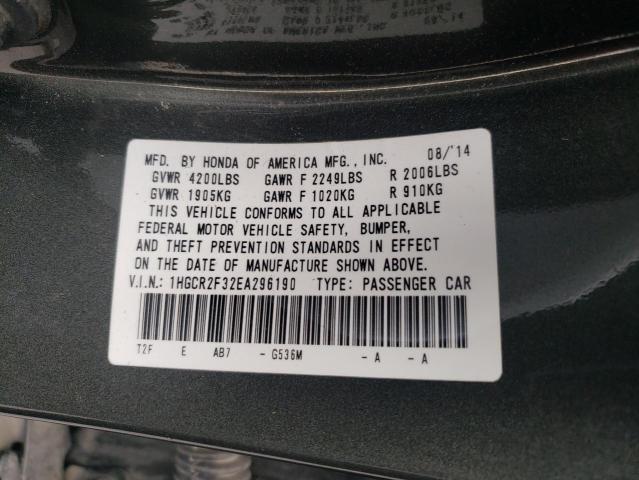 MFD. BY HONDA OF AMERICA MFG., INC. 08/'14
GVWR 4200LBS GAWR F 2249LBS R 2006LBS
GVWR 1905KG GAWR F 1020KG R 910KG
THIS VEHICLE CONFORMS TO ALL APPLICABLE
FEDERAL MOTOR VEHICLE SAFETY, BUMPER,
AND THEFT PREVENTION STANDARDS IN EFFECT
ON THE DATE OF MANUFACTURE SHOWN ABOVE.
V.I.N.: 1HGCR2F32EA296190 TYPE: PASSENGER CAR
T2F E AB7 - G536M - A - A